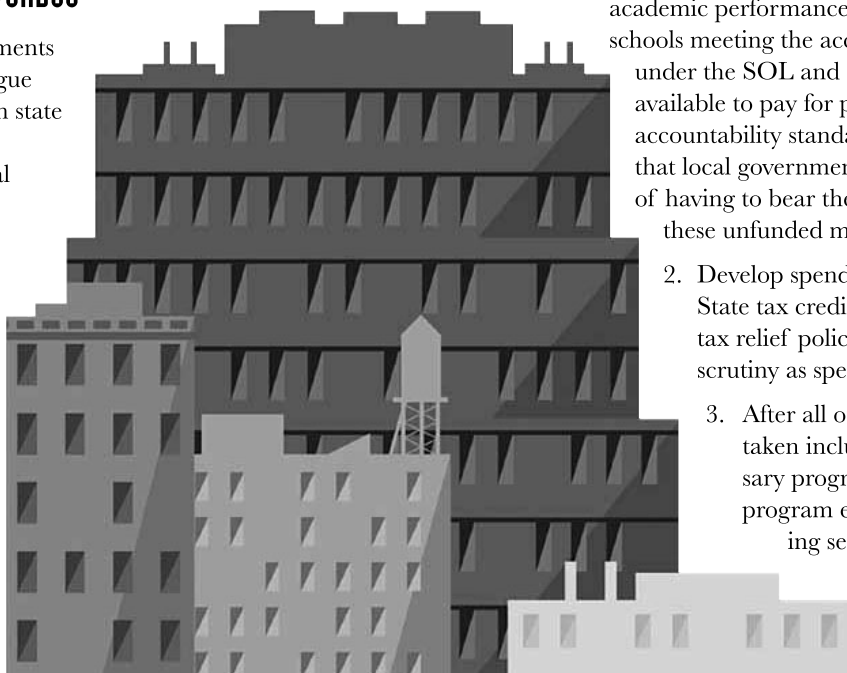 ments
gue
n state
al
academic performance
schools meeting the acc
under the SOL and
available to pay for p
accountability standa
that local governmen
of having to bear the
these unfunded m
2. Develop spend
State tax credi
tax relief polic
scrutiny as spe
3. After all o
taken inclu
sary progr
program e
ing se